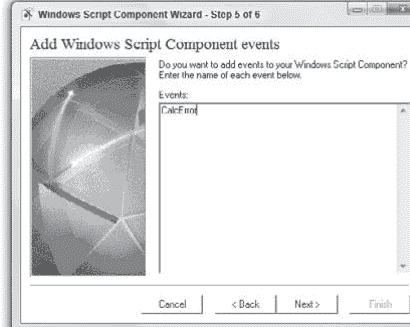 Windows Script Component Wizard - Step 5 of 6
Add Windows Script Component events
Do you want to add events to your Windows Script Component?
Enter the name of each event below.
Events:
CalcError
Cancel
< Back
Next >
Finish